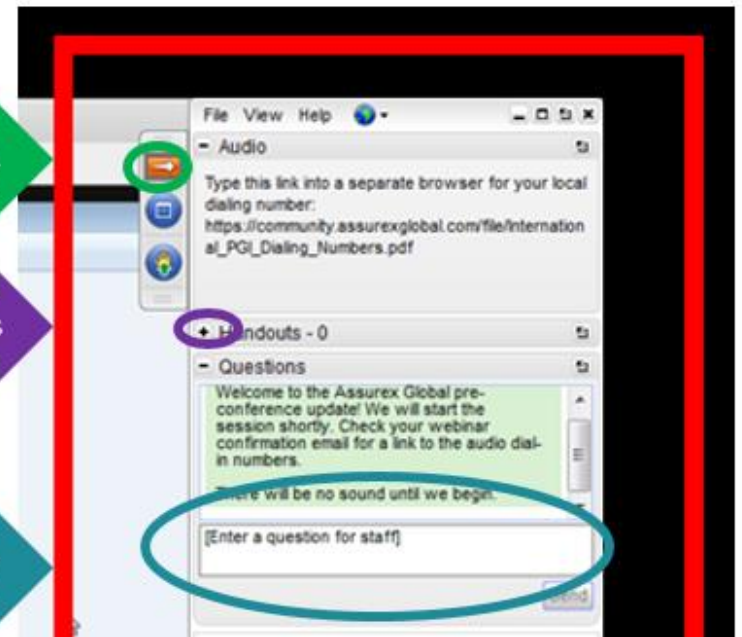 File View Help
- Audio
Type this link into a separate browser for your local
dialing number:
https://community.assurexglobal.com/file/Internation
al_PGI_Dialing_Numbers.pdf
+ Handouts - 0
- Questions
Welcome to the Assurex Global pre-
conference update! We will start the
session shortly. Check your webinar
confirmation email for a link to the audio dial-
in numbers.
There will be no sound until we begin.
[Enter a question for staff]
Send